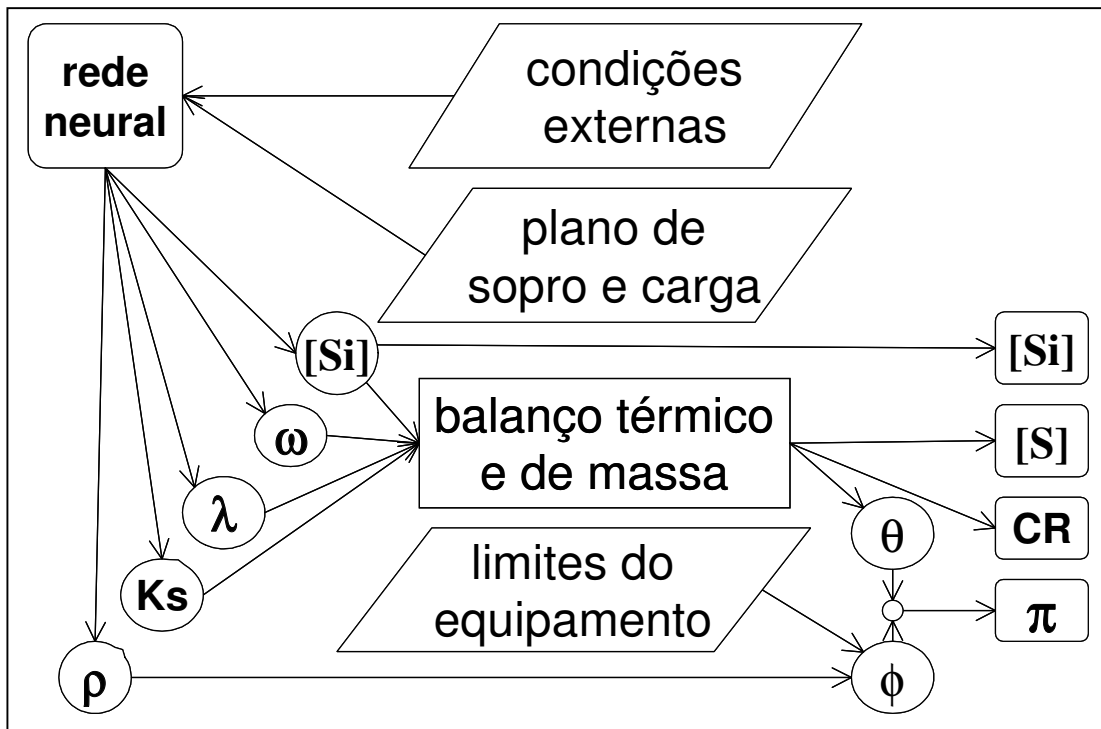 rede
neural
condições
externas
plano de
sopro e carga
[Si]
[Si]
ω
balanço térmico
e de massa
[S]
λ
θ
CR
Ks
limites do
equipamento
π
ρ
ϕ